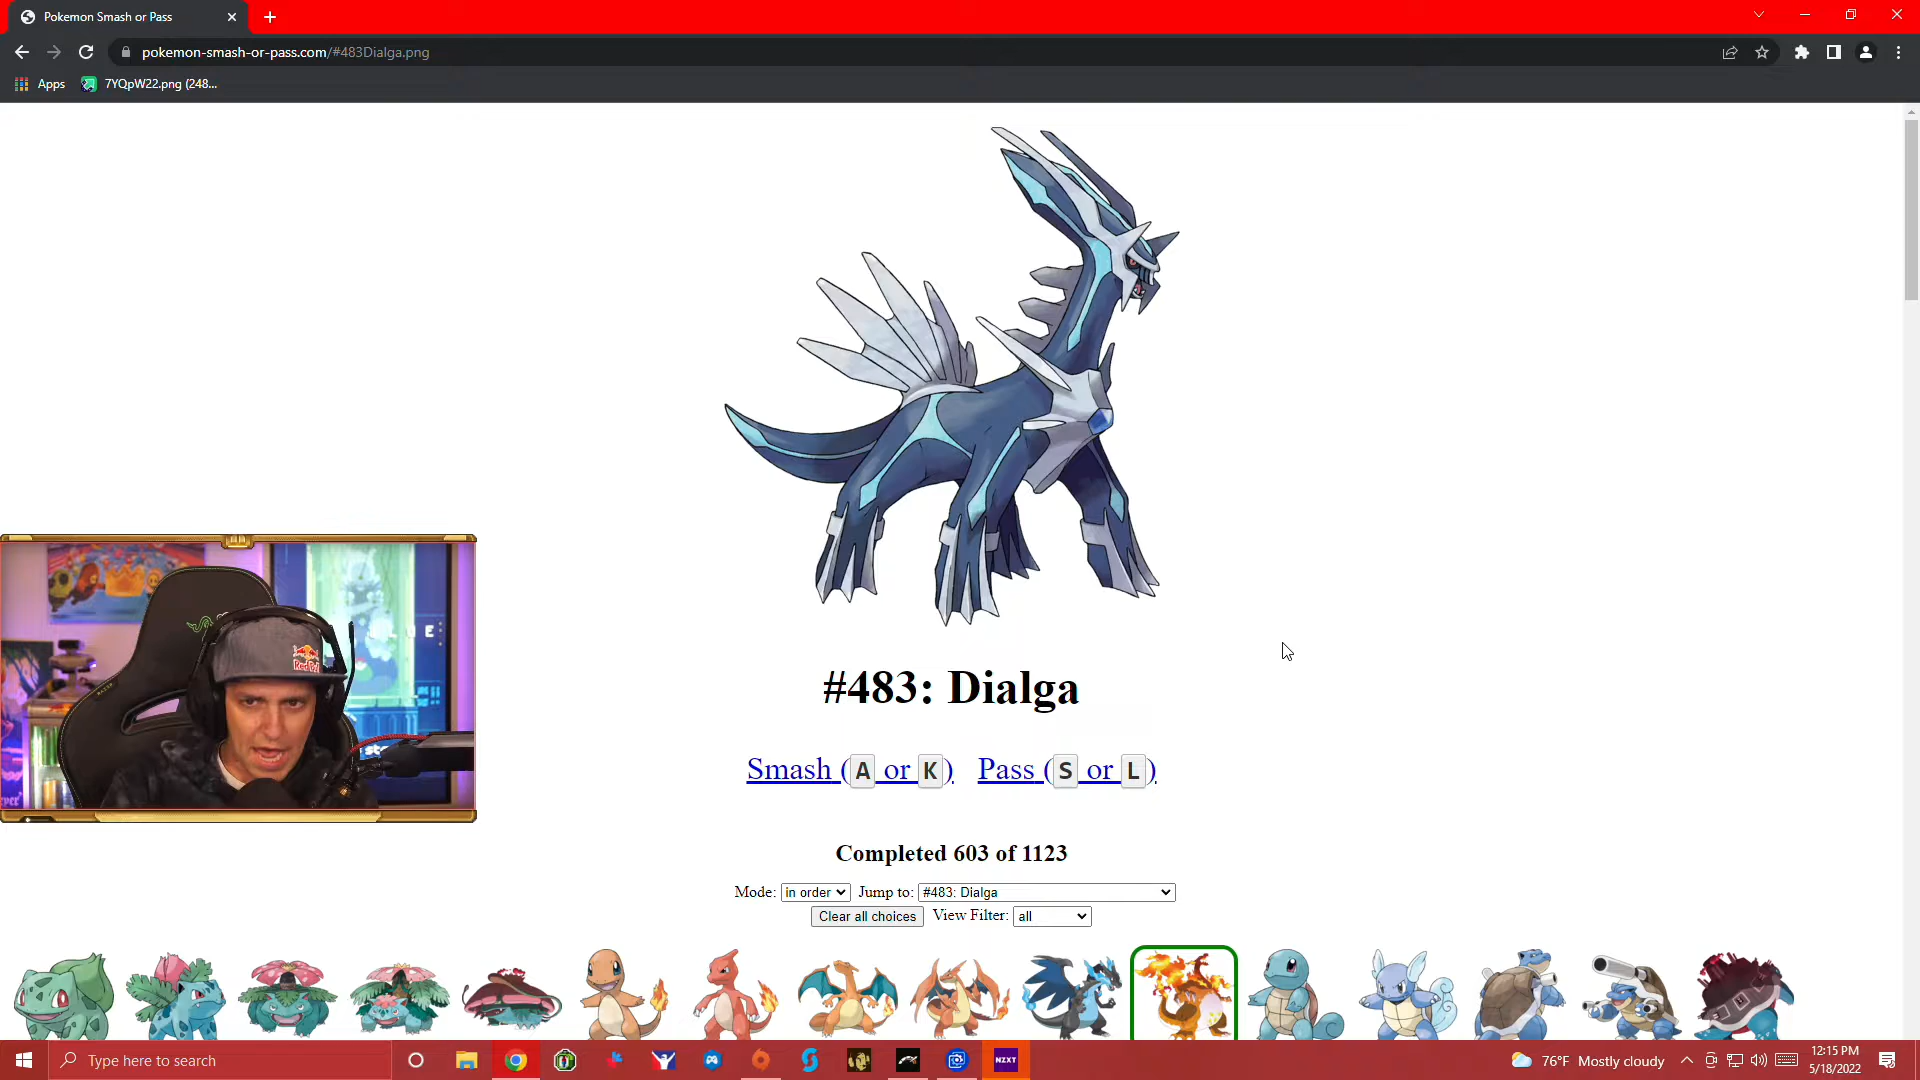 Pokemon Smash or Pass
pokemon-smash-or-pass.com/#483Dialga.png
Apps 7YQpW22.png (248...
#483: Dialga
Smash (A or K) Pass (S or L)
Completed 603 of 1123
Mode: in order Jump to: #483: Dialga
Clear all choices View Filter: all
Type here to search
NZXT
76°F Mostly cloudy
12:15 PM
5/18/2022